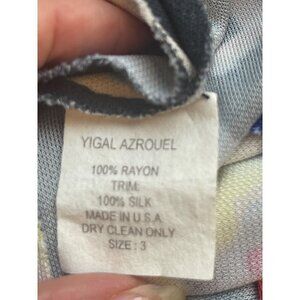 YIGAL AZROUEL
100% RAYON
TRIM.
100% SILK
MADE IN U.S.A
DRY CLEAN ONLY
SIZE : 3